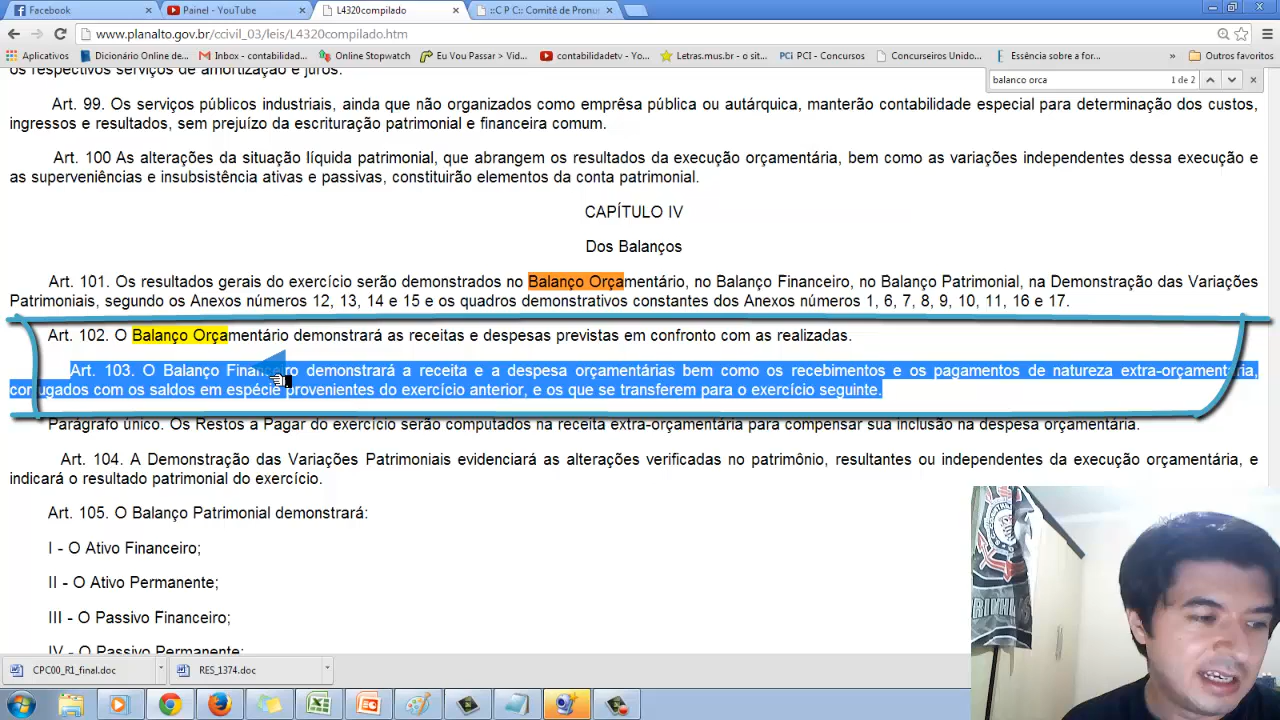 Facebook
Painel - YouTube
L4320compilado
::C P C:: Comitê de Pronu
www.planalto.gov.br/ccivil_03/leis/L4320compilado.htm
Aplicativos
Dicionário Online de...
Inbox - contabilidad...
Online Stopwatch
Eu Vou Passar > Vid...
contabilidadetv - Yo...
Letras.mus.br - o sit...
PCi PCI - Concursos
Concurseiros Unido...
Essência sobre a for...
»
Outros favoritos
balanco orca
1 de 2
os respectivos serviços de amortização e juros.
Art. 99. Os serviços públicos industriais, ainda que não organizados como emprêsa pública ou autárquica, manterão contabilidade especial para determinação dos custos,
ingressos e resultados, sem prejuízo da escrituração patrimonial e financeira comum.
Art. 100 As alterações da situação líquida patrimonial, que abrangem os resultados da execução orçamentária, bem como as variações independentes dessa execução e
as superveniências e insubsistência ativas e passivas, constituirão elementos da conta patrimonial.
CAPÍTULO IV
Dos Balanços
Art. 101. Os resultados gerais do exercício serão demonstrados no Balanço Orçamentário, no Balanço Financeiro, no Balanço Patrimonial, na Demonstração das Variações
Patrimoniais, segundo os Anexos números 12, 13, 14 e 15 e os quadros demonstrativos constantes dos Anexos números 1, 6, 7, 8, 9, 10, 11, 16 e 17.
Art. 102. O Balanço Orçamentário demonstrará as receitas e despesas previstas em confronto com as realizadas.
Art. 103. O Balanço Financeiro demonstrará a receita e a despesa orçamentárias bem como os recebimentos e os pagamentos de natureza extra-orçamentária,
conjugados com os saldos em espécie provenientes do exercício anterior, e os que se transferem para o exercício seguinte.
Parágrafo único. Os Restos a Pagar do exercício serão computados na receita extra-orçamentária para compensar sua inclusão na despesa orçamentária.
Art. 104. A Demonstração das Variações Patrimoniais evidenciará as alterações verificadas no patrimônio, resultantes ou independentes da execução orçamentária, e
indicará o resultado patrimonial do exercício.
Art. 105. O Balanço Patrimonial demonstrará:
I - O Ativo Financeiro;
II - O Ativo Permanente;
III - O Passivo Financeiro;
IV - O Passivo Permanente;
CPC00_R1_final.doc
RES_1374.doc